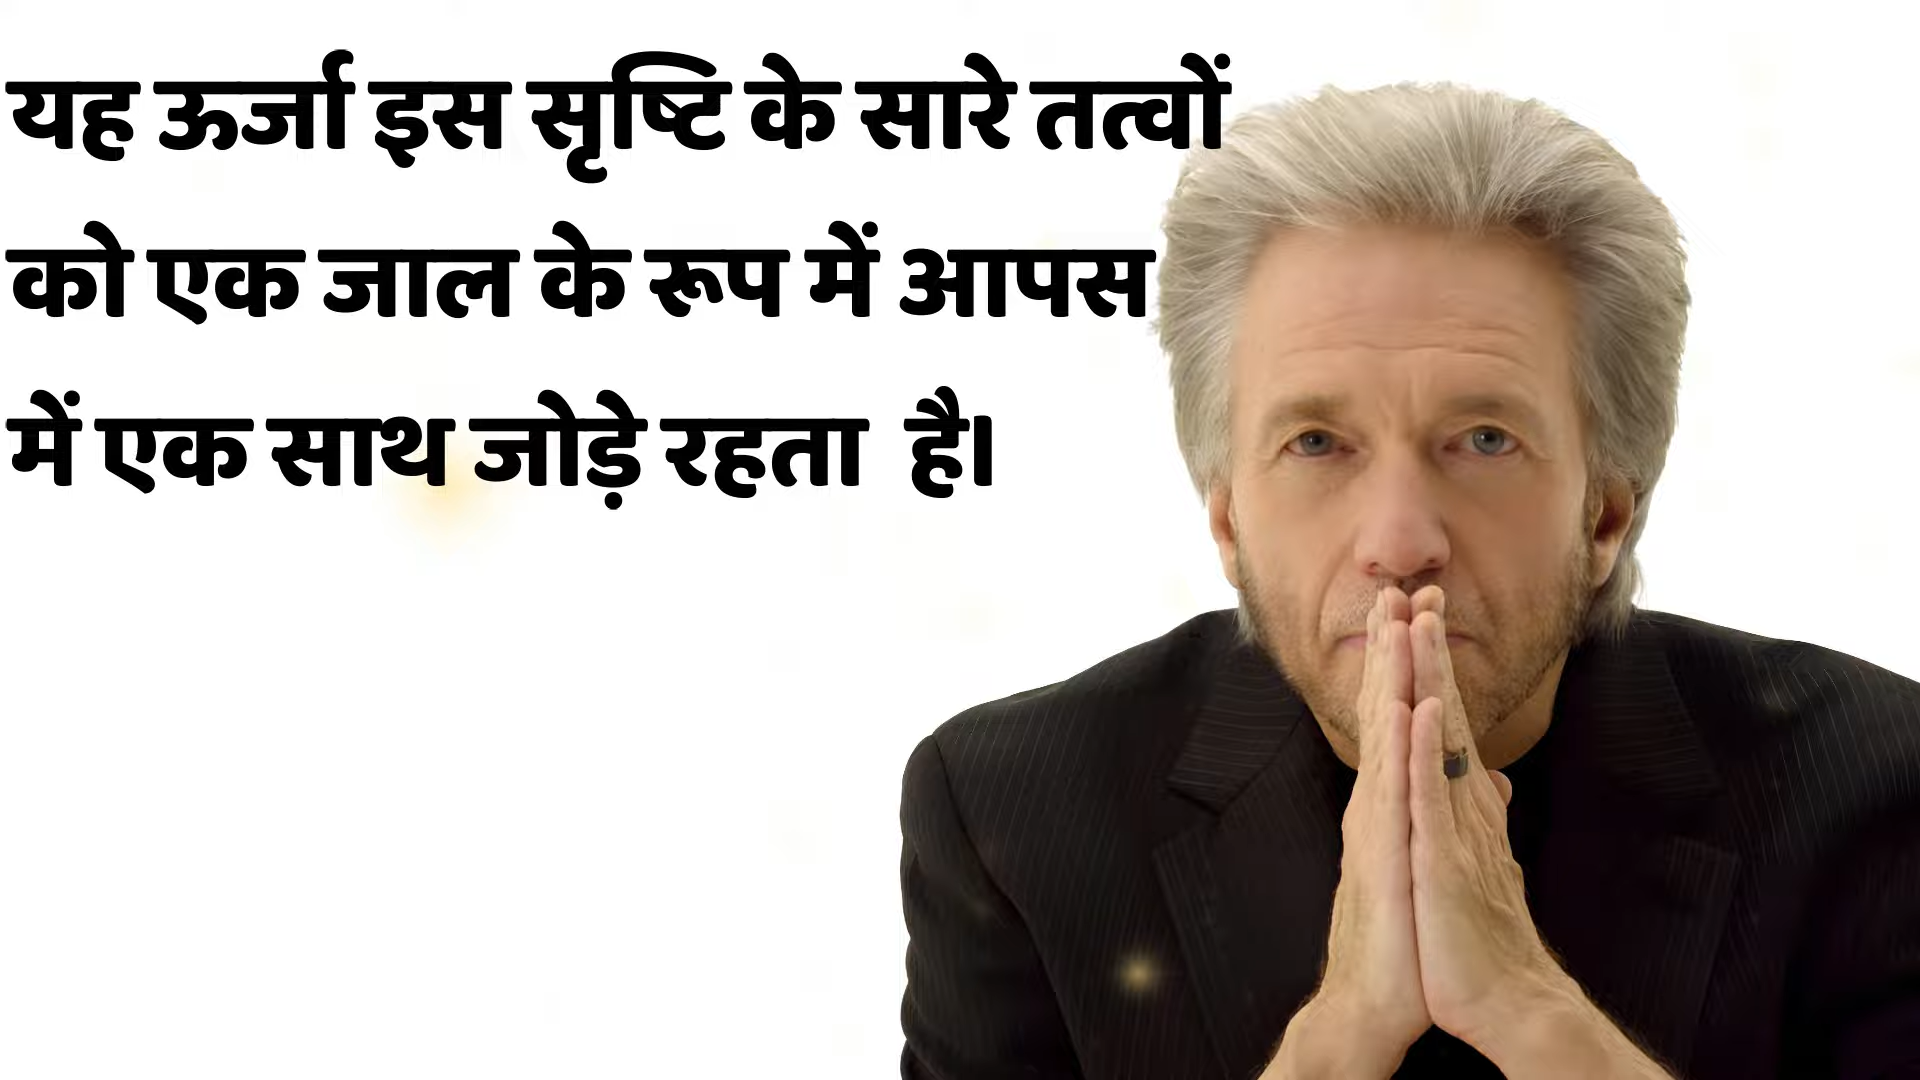 यह ऊर्जा इस सृष्टि के सारे तत्वों
को एक जाल के रूप में आपस
में एक साथ जोड़े रहता है।